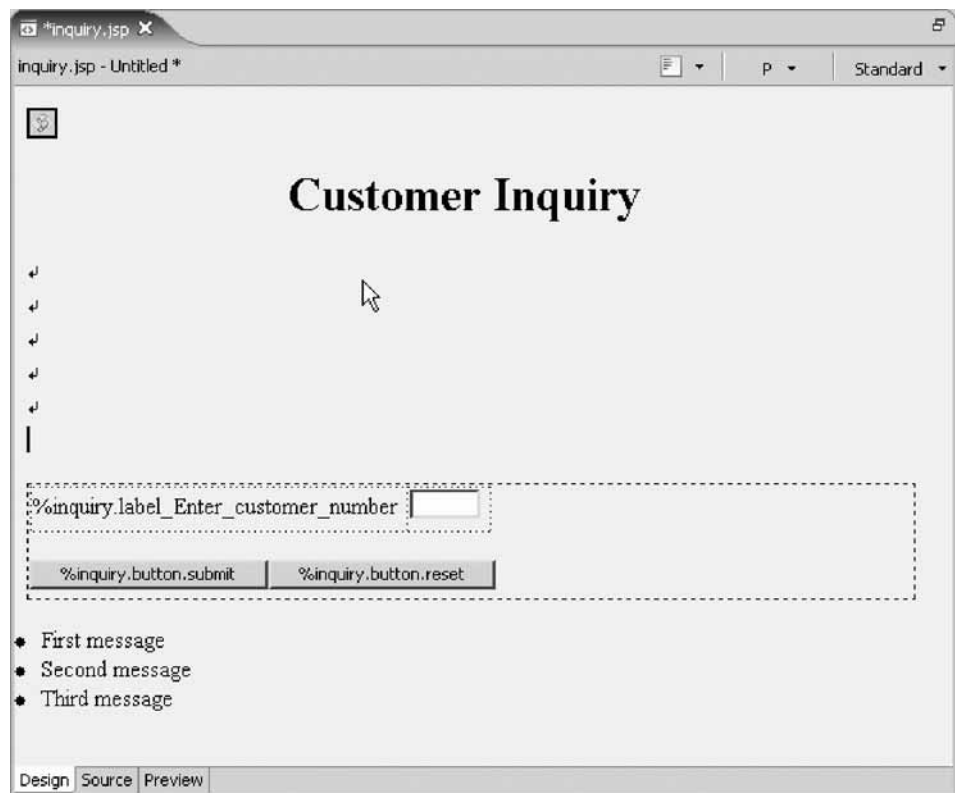 *inquiry.jsp
inquiry.jsp - Untitled *
P
Standard
Customer Inquiry
%inquiry.label_Enter_customer_number
%inquiry.button.submit %inquiry.button.reset
First message
Second message
Third message
Design Source Preview